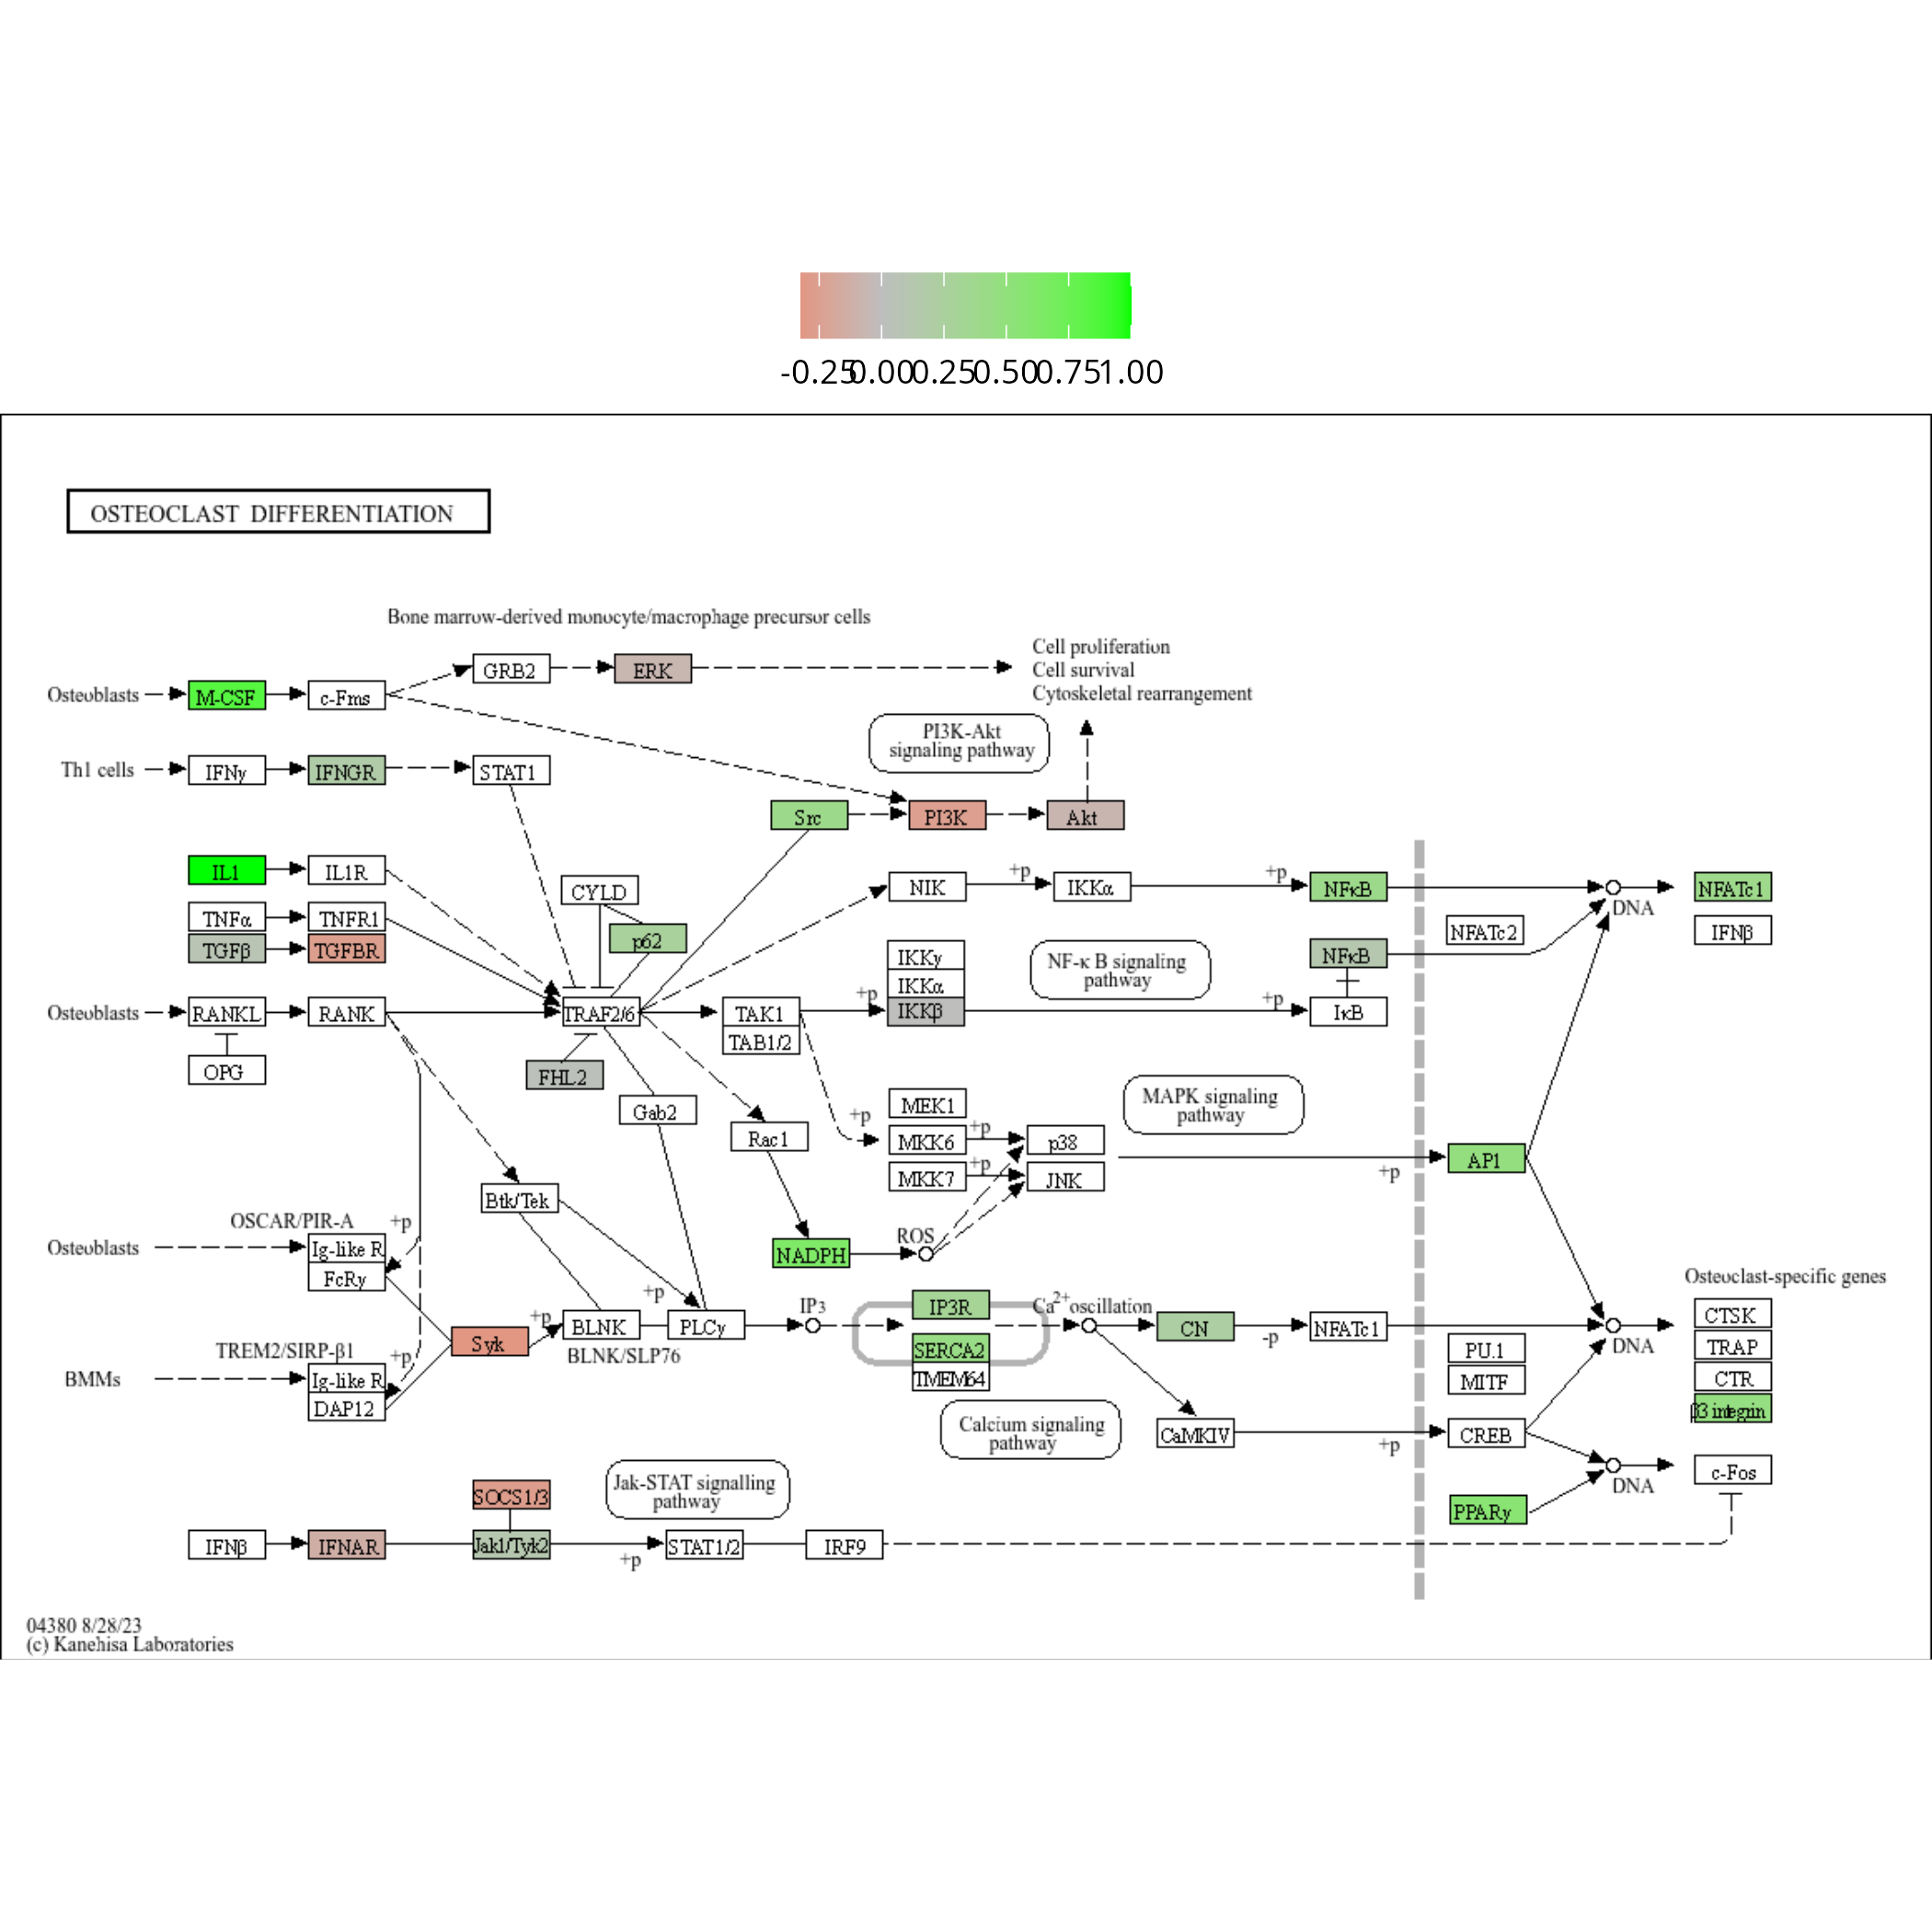 -0.25 0.00 0.25 0.50 0.75 1.00
OSTEOCLAST DIFFERENTIATION
Bone marrow-derived monocyte/macrophage precursor cells
Cell proliferation
Cell survival
Cytoskeletal rearrangement
GRB2 ERK
Osteoblasts M-CSF c-Fms
PI3K-Akt
signaling pathway
Th1 cells IFNγ IFNGR STAT1
Src PI3K Akt
IL1 IL1R
CYLD
NIK +p IKKα +p NFκB DNA NFATc1
TNFα TNFR1
p62
NFATc2 IFNβ
TGFβ TGFBR
IKKγ
IKKα
IKKβ
NF-κ B signaling
pathway
NFκB
Osteoblasts RANKL RANK TRAF2/6 TAK1 +p +p IκB
TAB1/2
OPG FHL2
Gab2 Rac1
MEK1
MAPK signaling
pathway
+p MKK6 +p p38
MKK7 +p JNK
+p AP1
Btk/Tek
OSCAR/PIR-A +p
Osteoblasts Ig-like R
FcRγ
NADPH ROS
Osteoclast-specific genes
+p Syk +p BLNK PLCγ IP3 IP3R Ca2+ oscillation CN -p NFATc1 DNA CTSK
SERCA2
TMEM64
BLNK/SLP76
PU.1 TRAP
MITF CTR
β3 integrin
TREM2/SIRP-β1 +p
BMMs Ig-like R
DAP12
Calcium signaling
pathway
CaMKIV +p CREB
DNA c-Fos
PPARγ
SOCS1/3
Jak-STAT signalling
pathway
IFNβ IFNAR Jak1/Tyk2 +p STAT1/2 IRF9
04380 8/28/23
(c) Kanehisa Laboratories